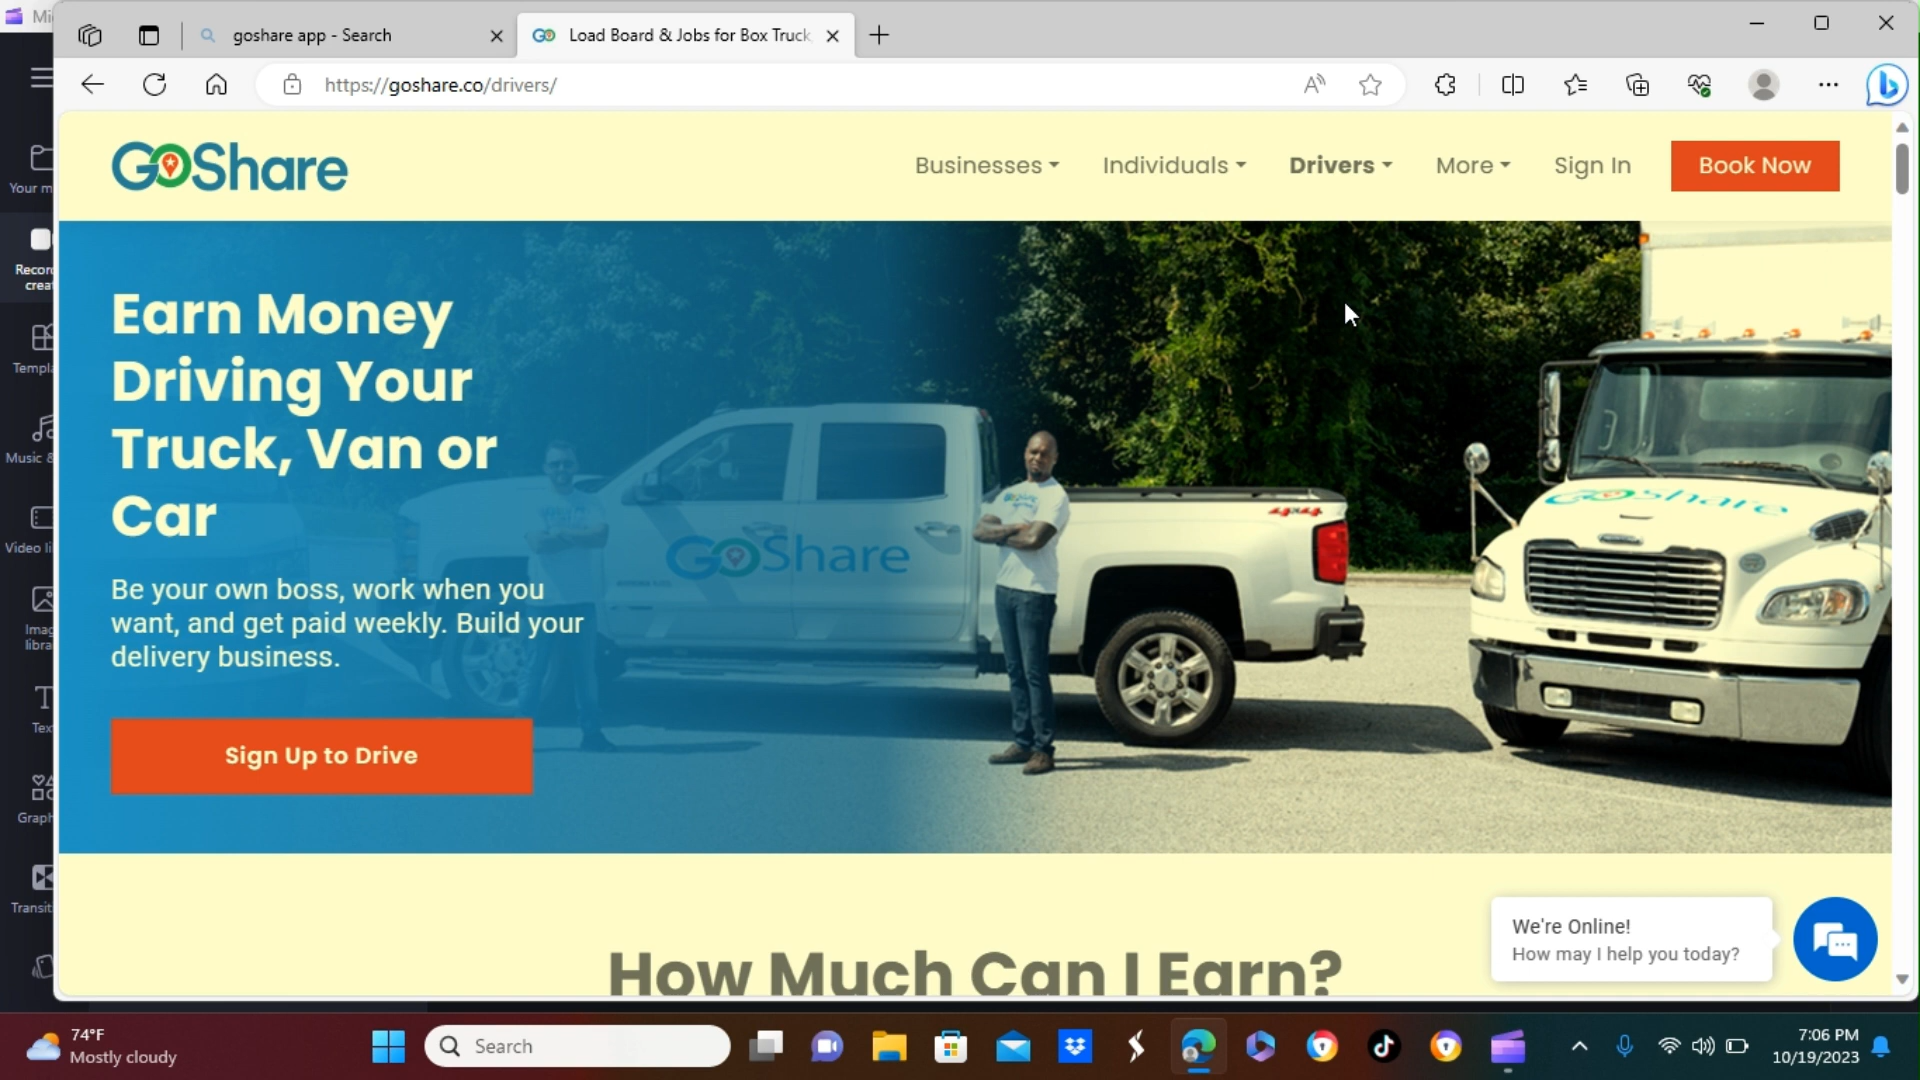 goshare app - Search
Load Board & Jobs for Box Truck
https://goshare.co/drivers/
GoShare
Businesses
Individuals
Drivers
More
Sign In
Book Now
Earn Money
Driving Your
Truck, Van or
Car
Be your own boss, work when you
want, and get paid weekly. Build your
delivery business.
Sign Up to Drive
GoShare
4x4
GoShare
How Much Can I Earn?
We're Online!
How may I help you today?
Your m
Recor
crea
Templa
Music &
Video li
Imag
libra
Tex
Graph
Transiti
74°F
Mostly cloudy
Search
7:06 PM
10/19/2023